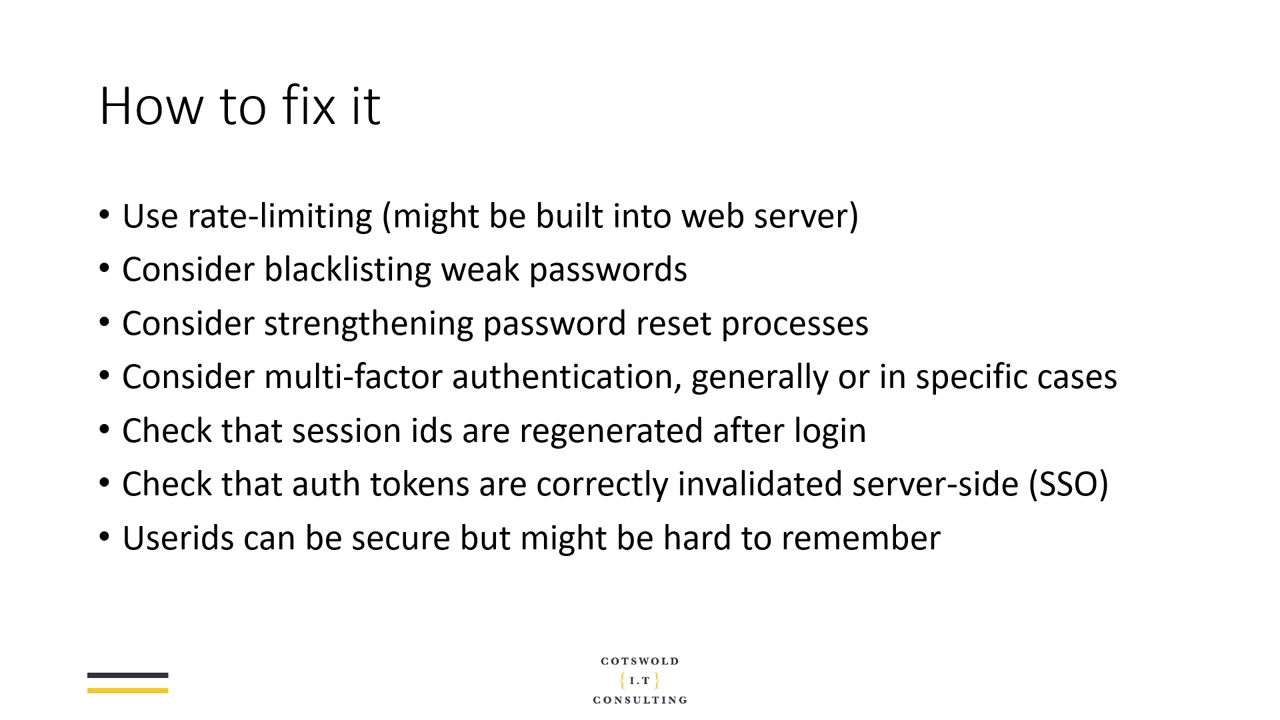 How to fix it
• Use rate-limiting (might be built into web server)
• Consider blacklisting weak passwords
• Consider strengthening password reset processes
• Consider multi-factor authentication, generally or in specific cases
• Check that session ids are regenerated after login
• Check that auth tokens are correctly invalidated server-side (SSO)
• Userids can be secure but might be hard to remember
COTSWOLD
{ I.T }
CONSULTING